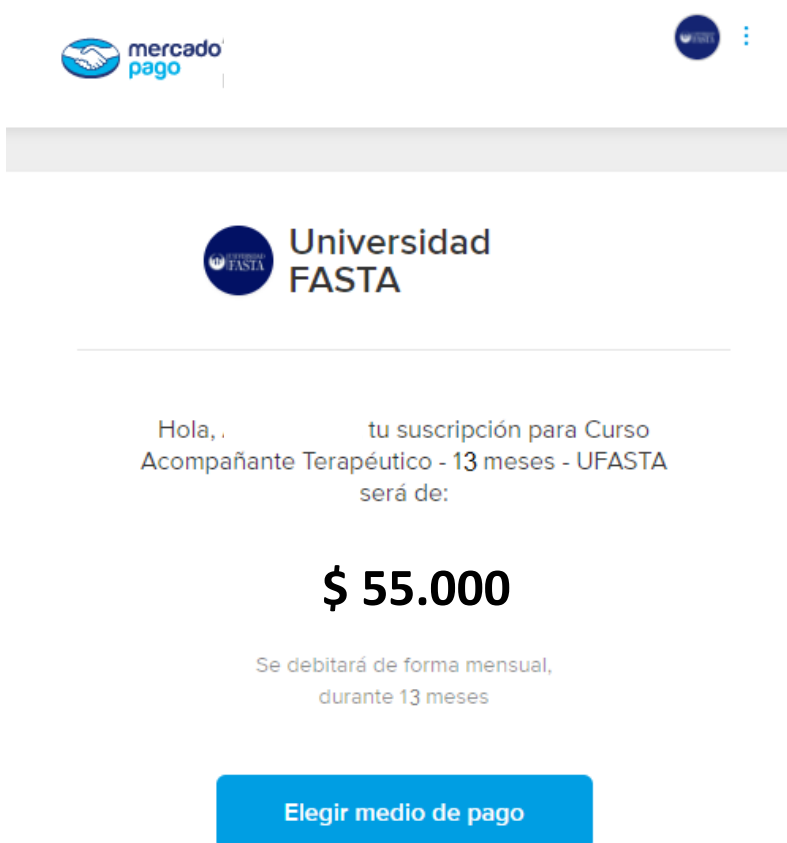 mercado
pago
Universidad
FASTA
Hola, tu suscripción para Curso
Acompañante Terapéutico - 13 meses - UFASTA
será de:
$ 55.000
Se debitará de forma mensual,
durante 13 meses
Elegir medio de pago